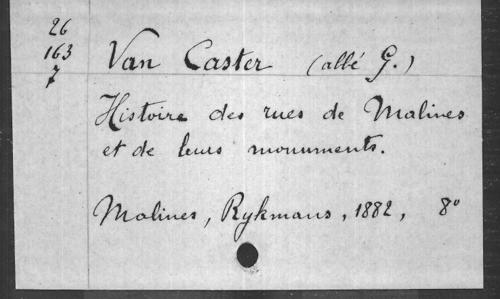 26
163
7
Van Caster (abbé G.)
Histoire des rues de Malines
et de leurs monuments.
Malines, Rykmans, 1882, 8°